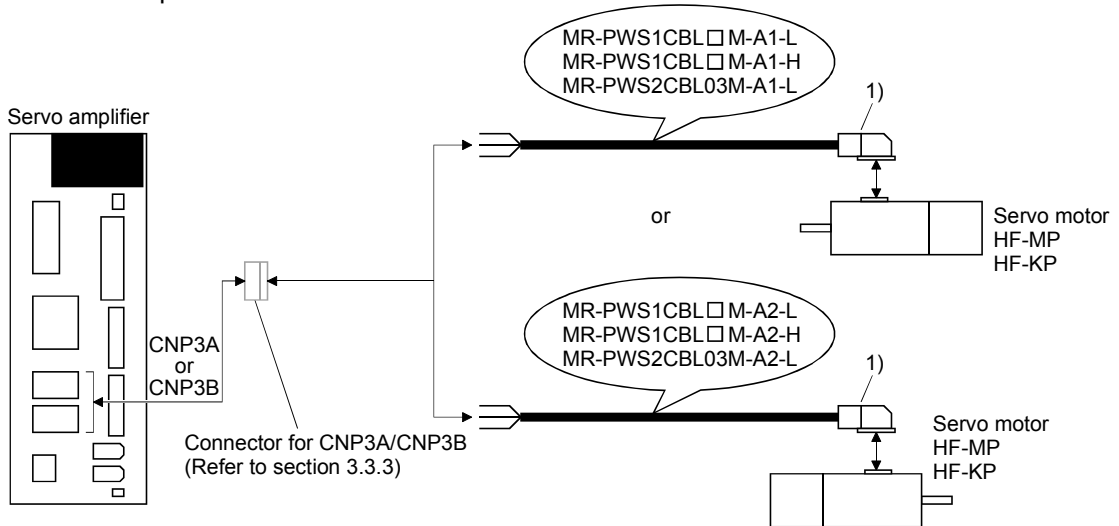 MR-PWS1CBL□M-A1-L
MR-PWS1CBL□M-A1-H
MR-PWS2CBL03M-A1-L
1)
Servo amplifier
or
Servo motor
HF-MP
HF-KP
CNP3A
or
CNP3B
MR-PWS1CBL□M-A2-L
MR-PWS1CBL□M-A2-H
MR-PWS2CBL03M-A2-L
1)
Connector for CNP3A/CNP3B
(Refer to section 3.3.3)
Servo motor
HF-MP
HF-KP